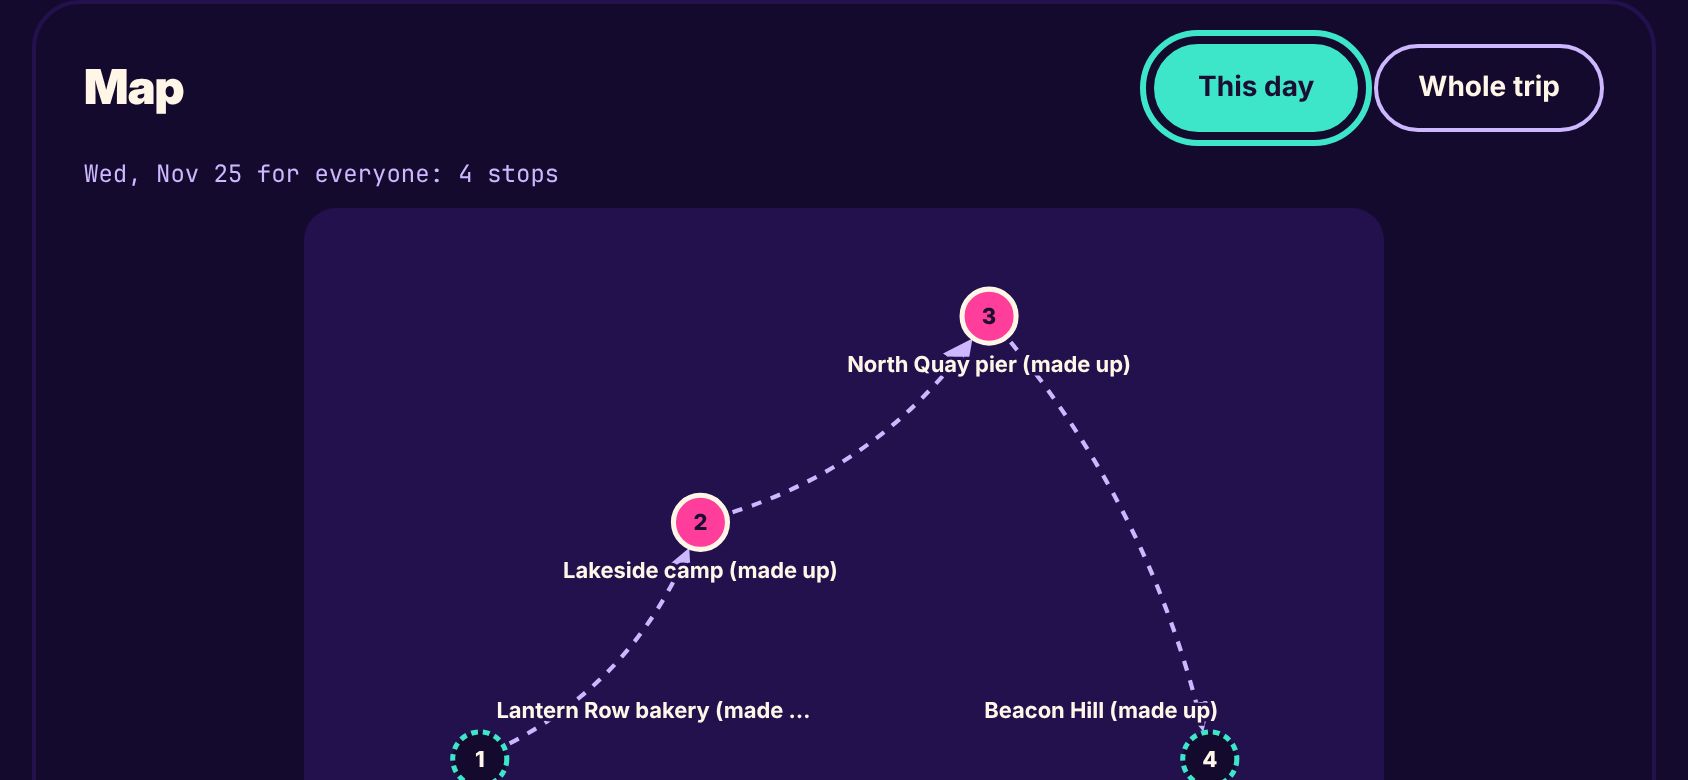 Map
This day
Whole trip
Wed, Nov 25 for everyone: 4 stops
3
North Quay pier (made up)
2
Lakeside camp (made up)
Lantern Row bakery (made ...
Beacon Hill (made up)
1
4